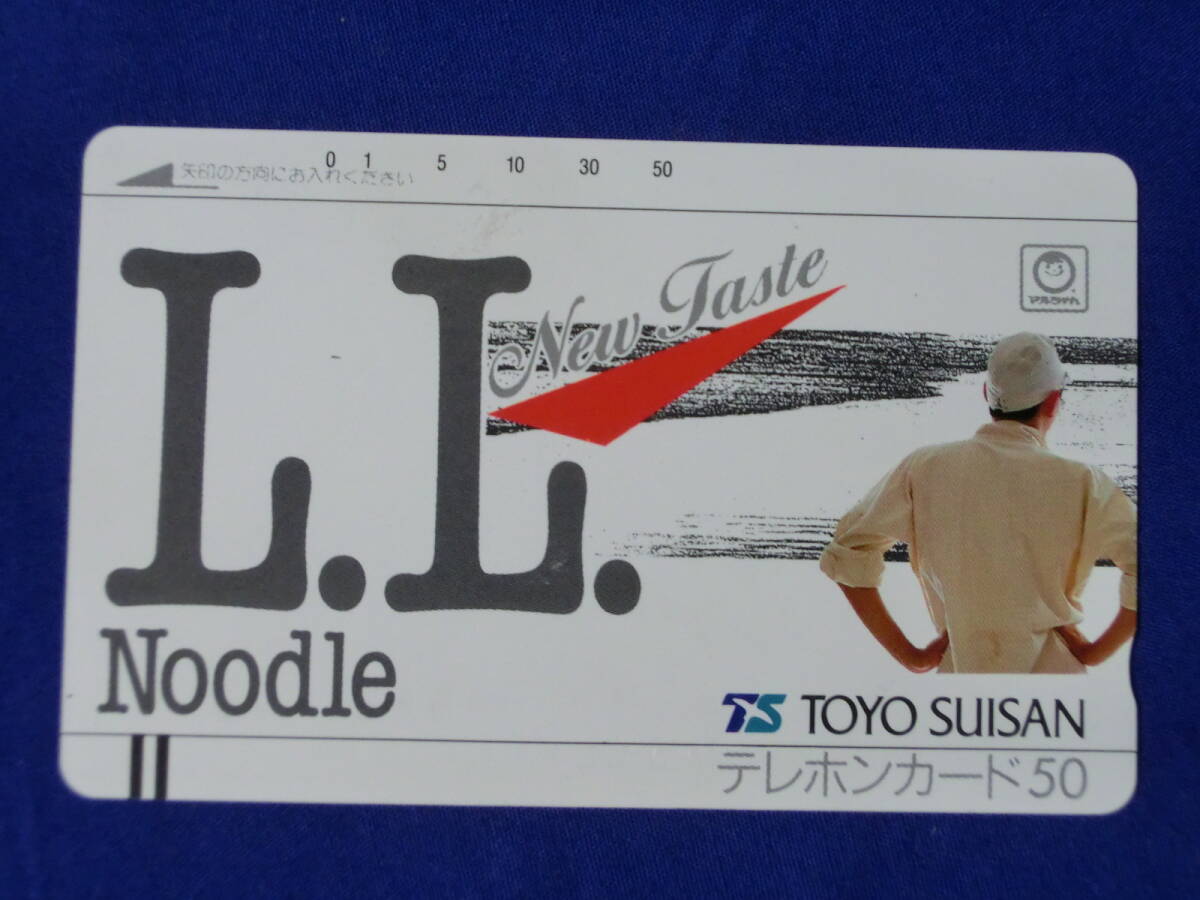 0 1 5 10 30 50
矢印の方向にお入れください
New Taste
マルちゃん
L.L.
Noodle
TS TOYO SUISAN
テレホンカード50